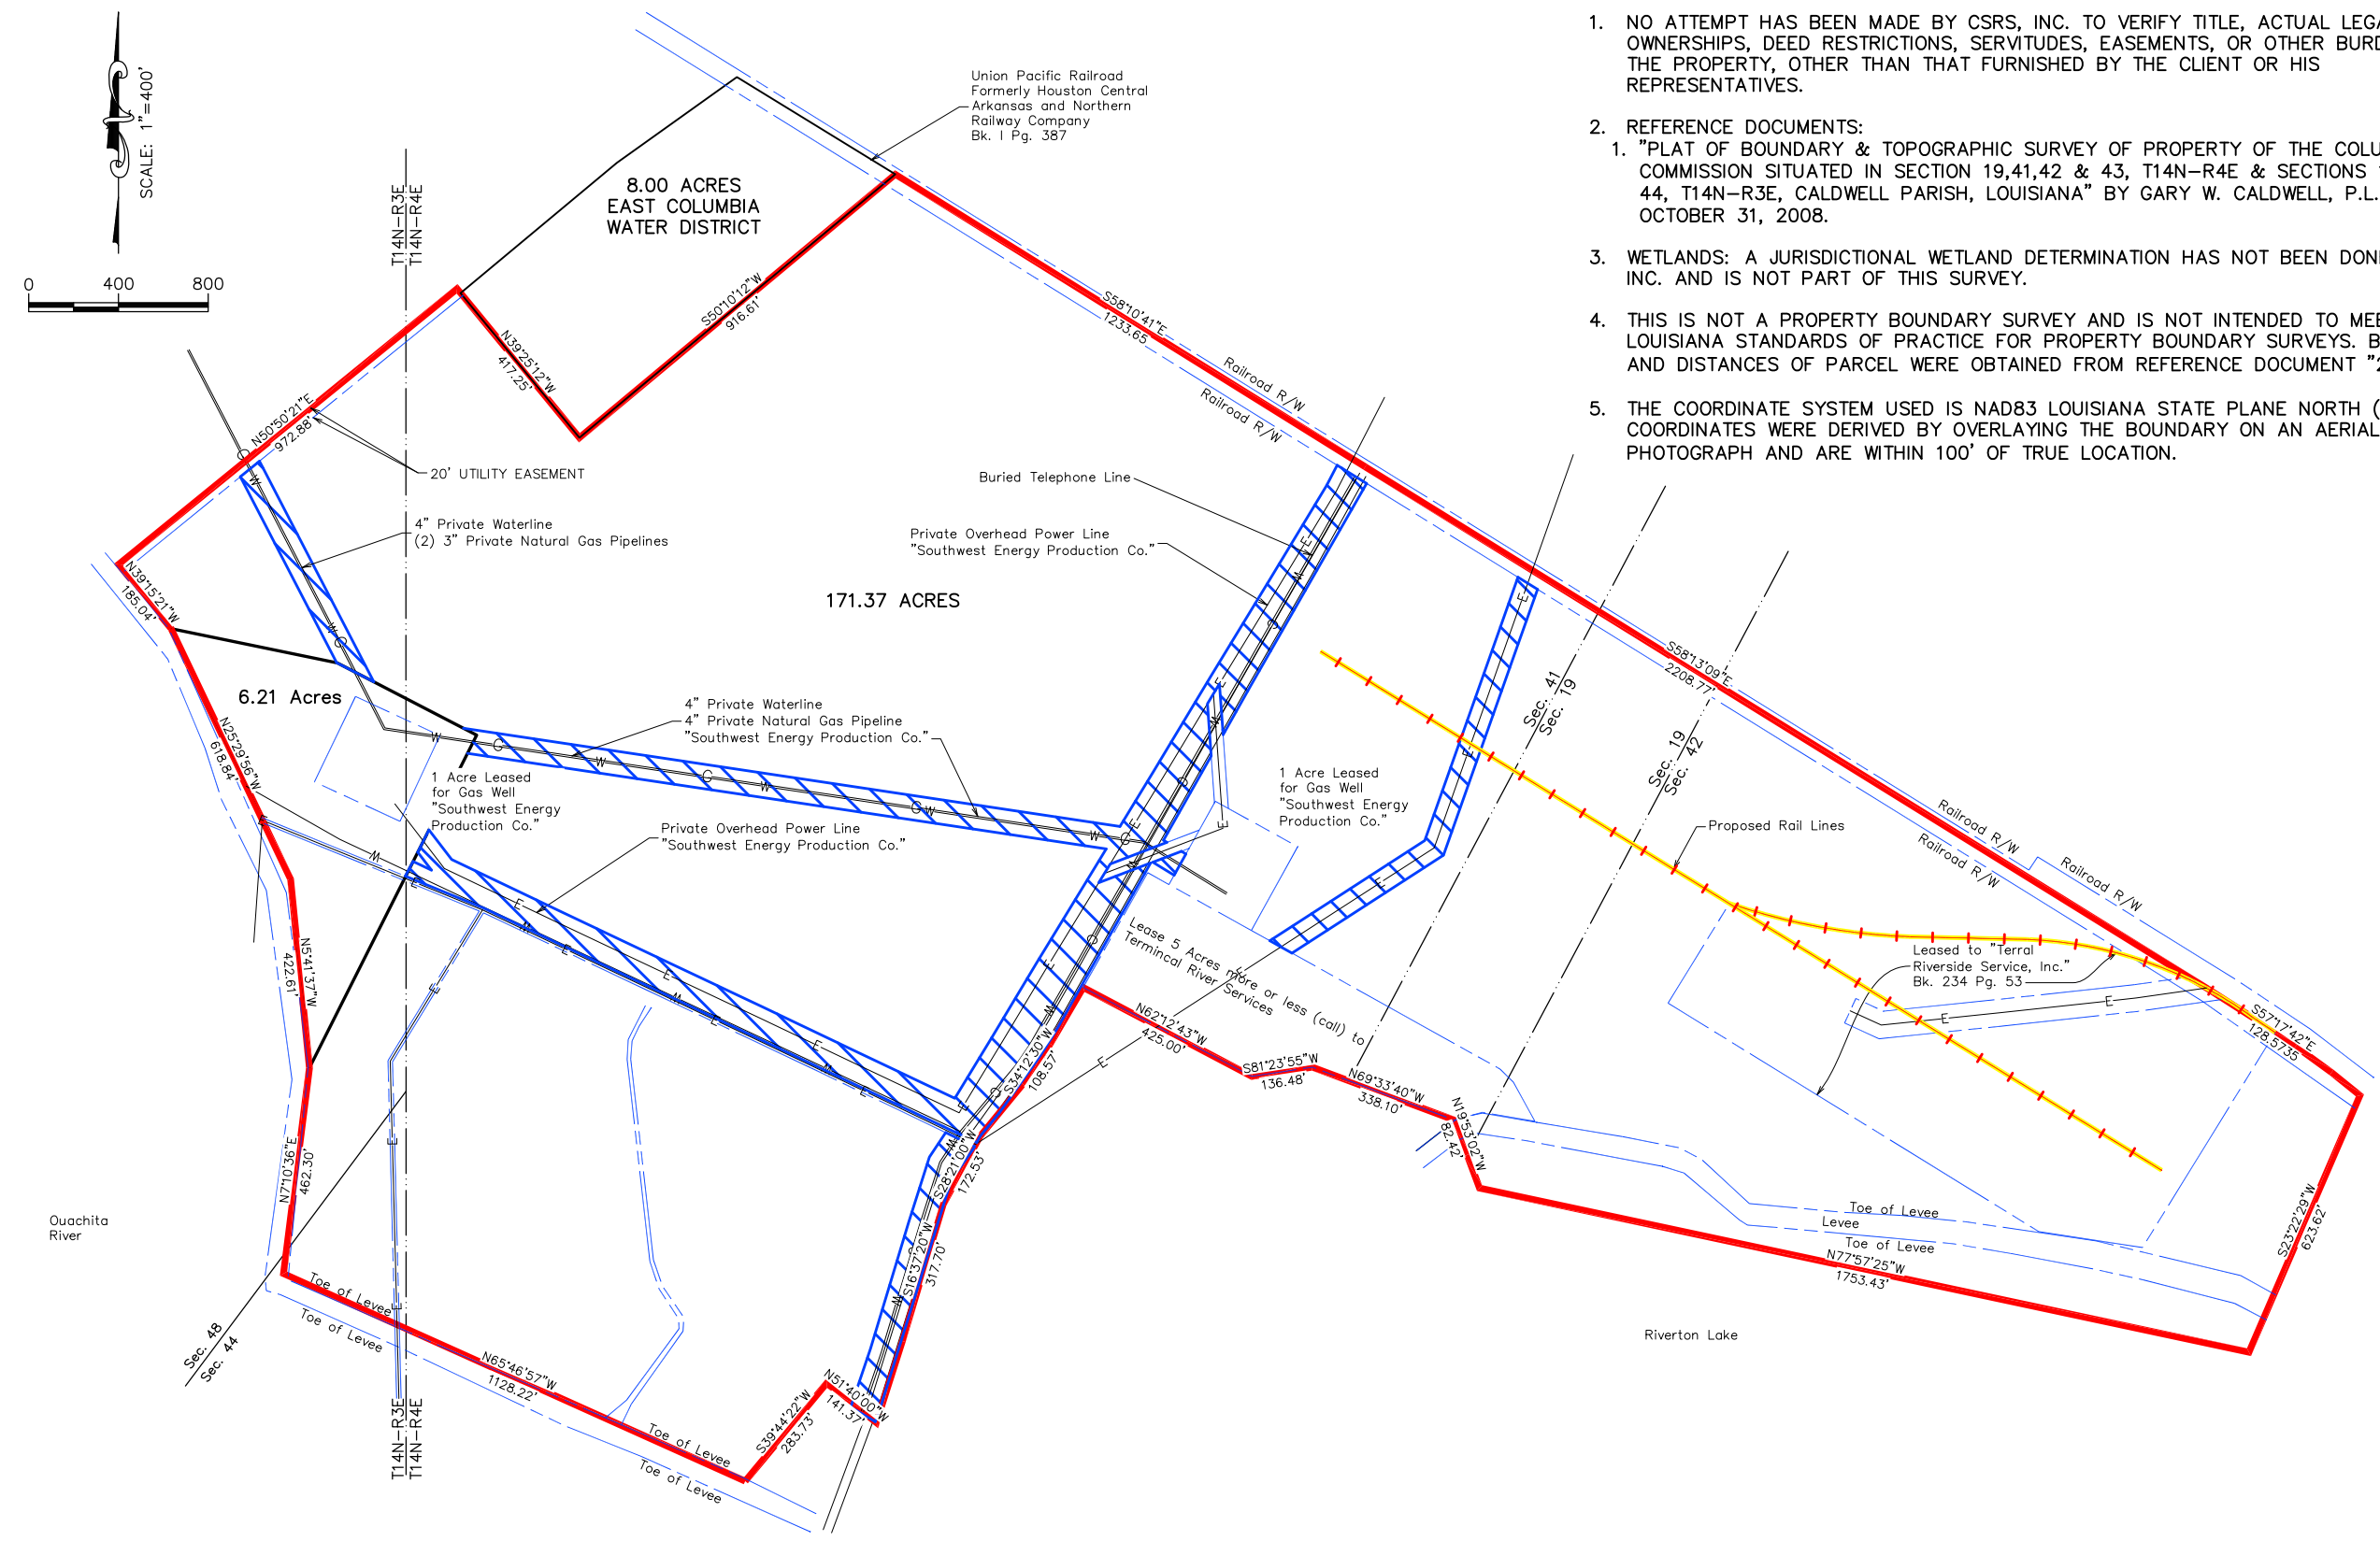 1. NO ATTEMPT HAS BEEN MADE BY CSRS, INC. TO VERIFY TITLE, ACTUAL LEGA
OWNERSHIPS, DEED RESTRICTIONS, SERVITUDES, EASEMENTS, OR OTHER BURD
THE PROPERTY, OTHER THAN THAT FURNISHED BY THE CLIENT OR HIS
REPRESENTATIVES.
2. REFERENCE DOCUMENTS:
1. "PLAT OF BOUNDARY & TOPOGRAPHIC SURVEY OF PROPERTY OF THE COLU
COMMISSION SITUATED IN SECTION 19,41,42 & 43, T14N-R4E & SECTIONS
44, T14N-R3E, CALDWELL PARISH, LOUISIANA" BY GARY W. CALDWELL, P.L.
OCTOBER 31, 2008.
3. WETLANDS: A JURISDICTIONAL WETLAND DETERMINATION HAS NOT BEEN DON
INC. AND IS NOT PART OF THIS SURVEY.
4. THIS IS NOT A PROPERTY BOUNDARY SURVEY AND IS NOT INTENDED TO MEE
LOUISIANA STANDARDS OF PRACTICE FOR PROPERTY BOUNDARY SURVEYS. B
AND DISTANCES OF PARCEL WERE OBTAINED FROM REFERENCE DOCUMENT "2
5. THE COORDINATE SYSTEM USED IS NAD83 LOUISIANA STATE PLANE NORTH (
COORDINATES WERE DERIVED BY OVERLAYING THE BOUNDARY ON AN AERIAL
PHOTOGRAPH AND ARE WITHIN 100' OF TRUE LOCATION.
SCALE: 1"=400'
0 400 800
T14N-R3E
T14N-R4E
Union Pacific Railroad
Formerly Houston Central
Arkansas and Northern
Railway Company
Bk. I Pg. 387
8.00 ACRES
EAST COLUMBIA
WATER DISTRICT
S50°10'12"W
916.61'
N39°25'12"W
417.25'
S58°10'41"E
1233.65
Railroad R/W
Railroad R/W
N50°50'21"E
972.88'
20' UTILITY EASEMENT
4" Private Waterline
(2) 3" Private Natural Gas Pipelines
Buried Telephone Line
Private Overhead Power Line
"Southwest Energy Production Co."
171.37 ACRES
N39°15'21"W
185.04'
6.21 Acres
N25°29'56"W
618.84'
4" Private Waterline
4" Private Natural Gas Pipeline
"Southwest Energy Production Co."
1 Acre Leased
for Gas Well
"Southwest Energy
Production Co."
Private Overhead Power Line
"Southwest Energy Production Co."
1 Acre Leased
for Gas Well
"Southwest Energy
Production Co."
Sec. 41
Sec. 19
Sec. 19
Sec. 42
S58°13'09"E
2208.77'
Proposed Rail Lines
Railroad R/W
Railroad R/W
Railroad R/W
Leased to "Terral
Riverside Service, Inc."
Bk. 234 Pg. 53
Lease 5 Acres more or less (call) to
Termincal River Services
N5°41'37"W
422.61'
N7°10'36"E
462.30'
S34°12'30"W
108.57'
N62°12'43"W
425.00'
S81°23'55"W
136.48'
N69°33'40"W
338.10'
N19°53'02"W
82.42'
S57°17'42"E
128.5735
S28°21'00"W
172.53'
S16°37'20"W
317.70'
S23°22'29"W
623.62'
Toe of Levee
Levee
Toe of Levee
N77°57'25"W
1753.43'
Ouachita
River
Riverton Lake
Sec. 48
Sec. 44
Toe of Levee
Toe of Levee
N65°46'57"W
1128.22'
N51°40'00"W
141.37'
S39°44'22"W
283.73'
Toe of Levee
Toe of Levee
T14N-R3E
T14N-R4E